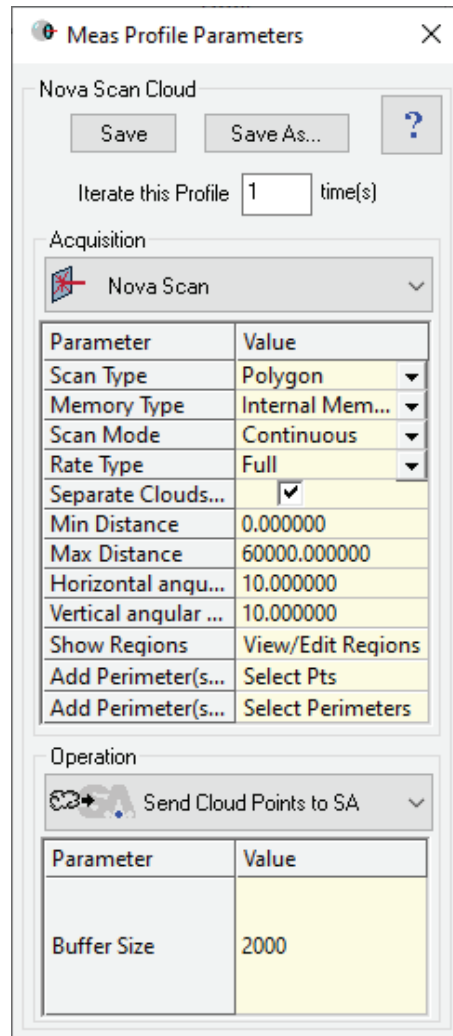 Meas Profile Parameters
Nova Scan Cloud
Save Save As... ?
Iterate this Profile 1 time(s)
Acquisition
Nova Scan
Parameter Value
Scan Type Polygon
Memory Type Internal Mem...
Scan Mode Continuous
Rate Type Full
Separate Clouds...
Min Distance 0.000000
Max Distance 60000.000000
Horizontal angu... 10.000000
Vertical angular ... 10.000000
Show Regions View/Edit Regions
Add Perimeter(s... Select Pts
Add Perimeter(s... Select Perimeters
Operation
Send Cloud Points to SA
Parameter Value
Buffer Size 2000